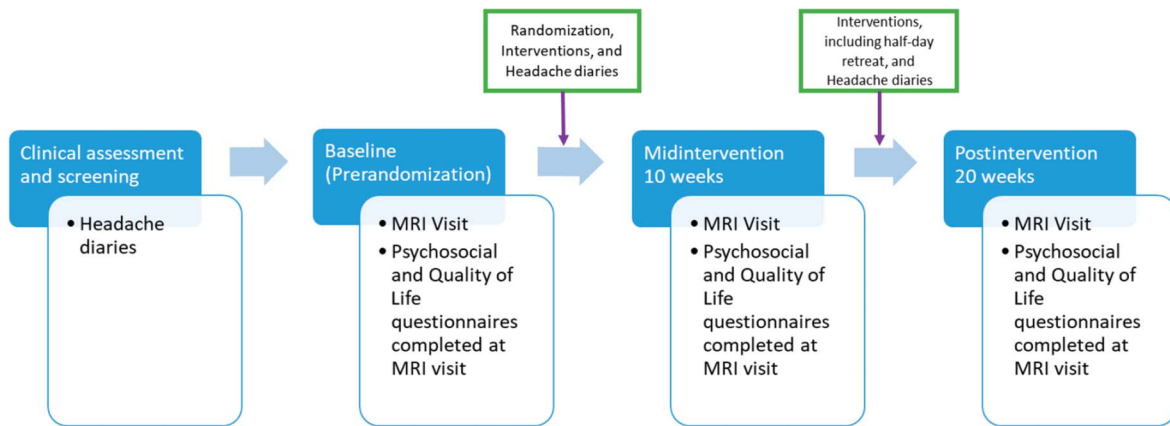 Randomization,
Interventions, and
Headache diaries
Interventions,
including half-day
retreat, and
Headache diaries
Clinical assessment
and screening
• Headache
diaries
Baseline
(Prerandomization)
• MRI Visit
• Psychosocial
and Quality of
Life
questionnaires
completed at
MRI visit
Midintervention
10 weeks
• MRI Visit
• Psychosocial
and Quality of
Life
questionnaires
completed at
MRI visit
Postintervention
20 weeks
• MRI Visit
• Psychosocial
and Quality of
Life
questionnaires
completed at
MRI visit